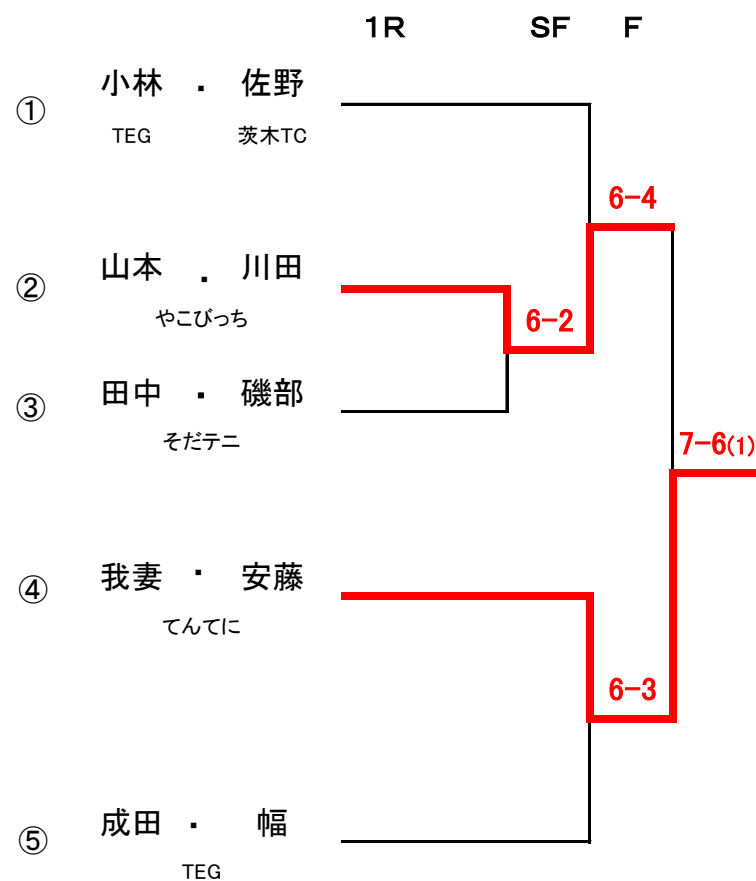 1R SF F
① 小林 ・ 佐野
TEG 茨木TC
6-4
② 山本 ・ 川田
やこびっち
6-2
③ 田中 ・ 磯部
そだテニ
7-6(1)
④ 我妻 ・ 安藤
てんてに
6-3
⑤ 成田 ・ 幅
TEG